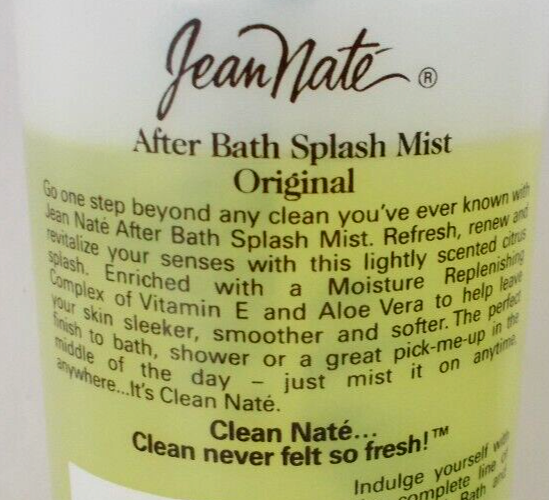 Jean Naté®
After Bath Splash Mist
Original
Go one step beyond any clean you've ever known with
Jean Naté After Bath Splash Mist. Refresh, renew and
revitalize your senses with this lightly scented citrus
splash. Enriched with a Moisture Replenishing
Complex of Vitamin E and Aloe Vera to help leave
your skin sleeker, smoother and softer. The perfect
finish to bath, shower or a great pick-me-up in the
middle of the day – just mist it on anytime,
anywhere...It's Clean Naté.
Clean Naté...
Clean never felt so fresh!™
Indulge yourself with
complete line of
Bath and